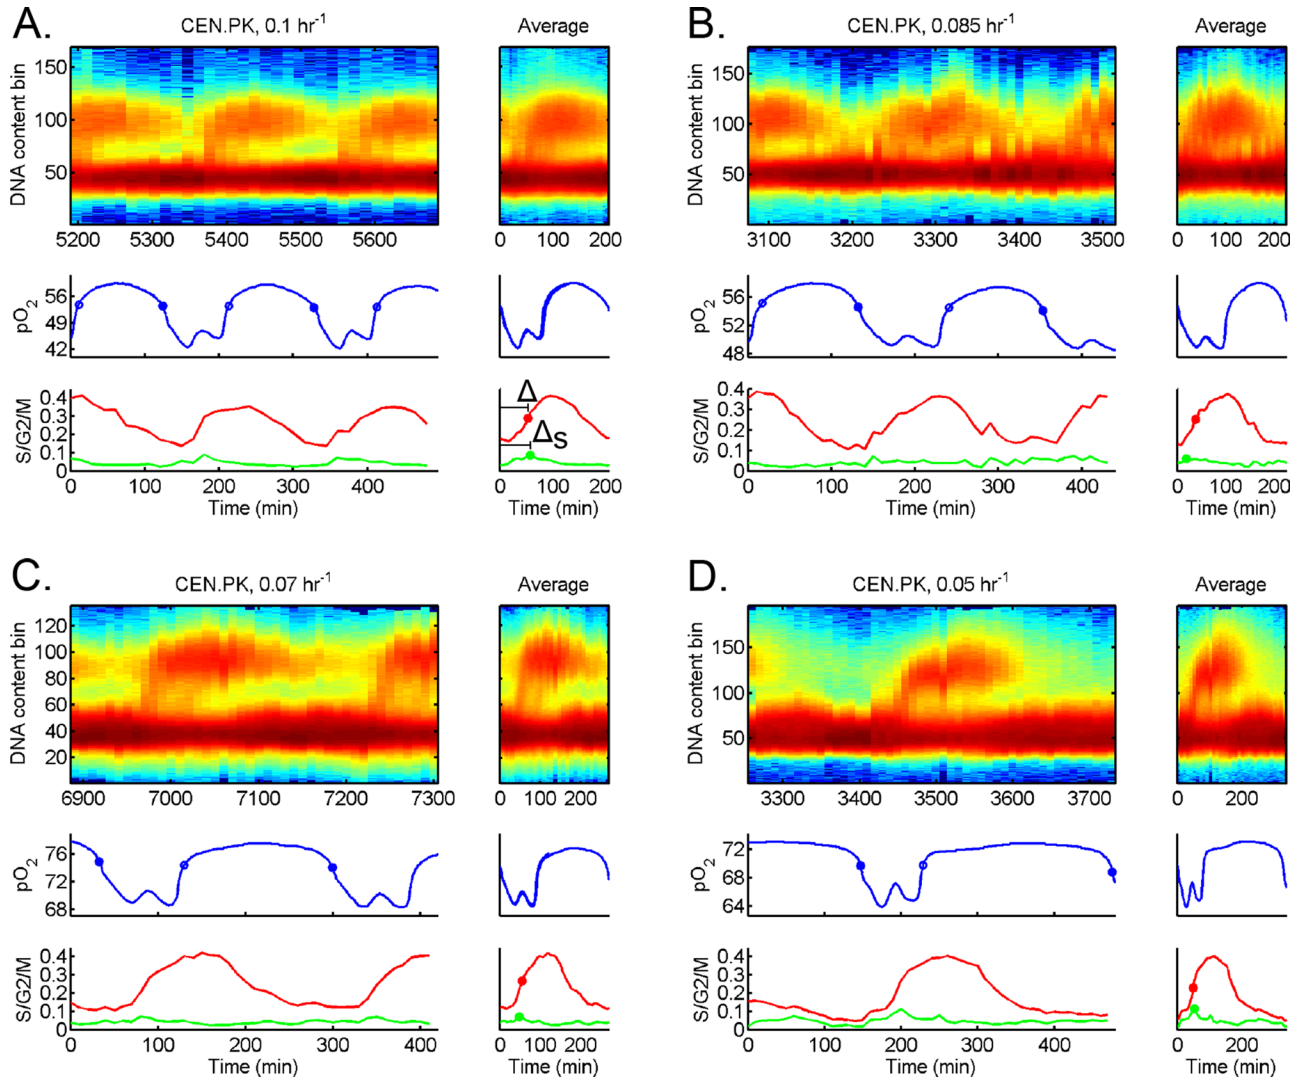 A.
CEN.PK, 0.1 hr⁻¹
Average
DNA content bin
150
100
50
5200 5300 5400 5500 5600
0 100 200
pO₂
56
49
42
S/G2/M
0.4
0.3
0.2
0.1
0
Δ
Δs
0 100 200 300 400
Time (min)
0 100 200
Time (min)
B.
CEN.PK, 0.085 hr⁻¹
Average
DNA content bin
150
100
50
3100 3200 3300 3400 3500
0 100 200
pO₂
56
52
48
S/G2/M
0.4
0.3
0.2
0.1
0
0 100 200 300 400
Time (min)
0 100 200
Time (min)
C.
CEN.PK, 0.07 hr⁻¹
Average
DNA content bin
120
100
80
60
40
20
6900 7000 7100 7200 7300
0 100 200
pO₂
76
72
68
S/G2/M
0.4
0.3
0.2
0.1
0
0 100 200 300 400
Time (min)
0 100 200
Time (min)
D.
CEN.PK, 0.05 hr⁻¹
Average
DNA content bin
150
100
50
3300 3400 3500 3600 3700
0 200
pO₂
72
68
64
S/G2/M
0.4
0.3
0.2
0.1
0
0 100 200 300 400
Time (min)
0 200
Time (min)